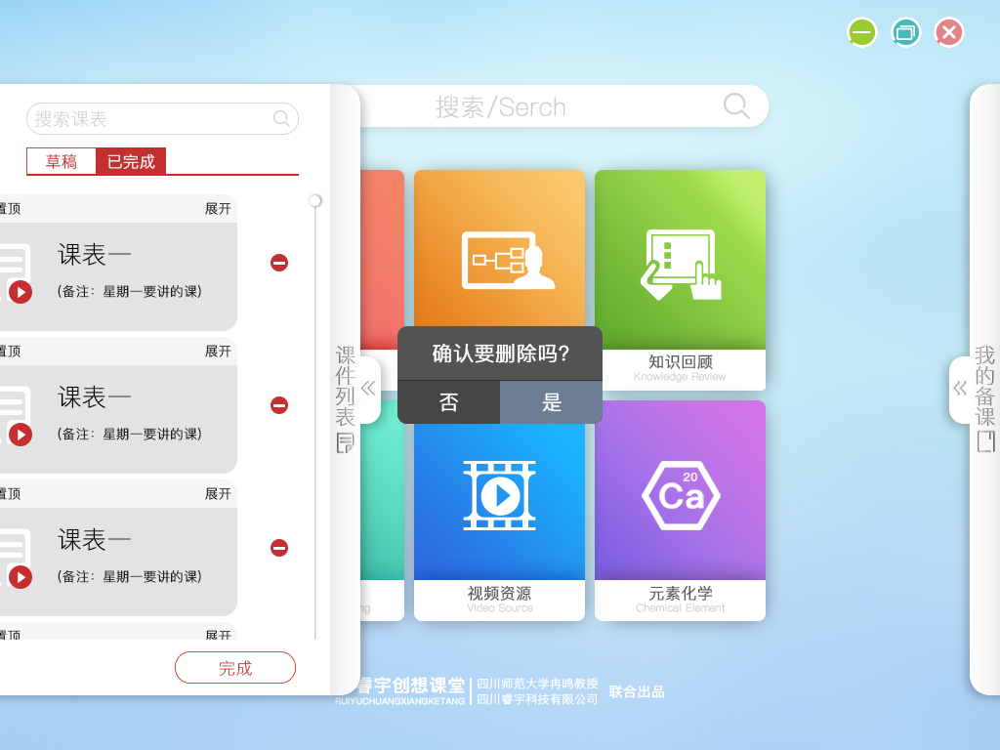 搜索/Serch
搜索课表
草稿 已完成
置顶 展开
课表一
(备注：星期一要讲的课)
置顶 展开
课表一
(备注：星期一要讲的课)
置顶 展开
课表一
(备注：星期一要讲的课)
置顶 展开
完成
课件列表
确认要删除吗?
否 是
知识回顾
Knowledge Review
20
Ca
视频资源
Video Source
元素化学
Chemical Element
我的备课
睿宇创想课堂
RUIYUCHUANGXIANGKETANG
四川师范大学冉鸣教授
四川睿宇科技有限公司
联合出品